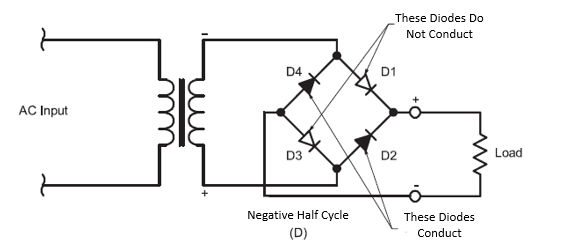 These Diodes Do
Not Conduct
-
D4
D1
AC Input
+
D3
D2
Load
-
+
Negative Half Cycle
(D)
These Diodes
Conduct